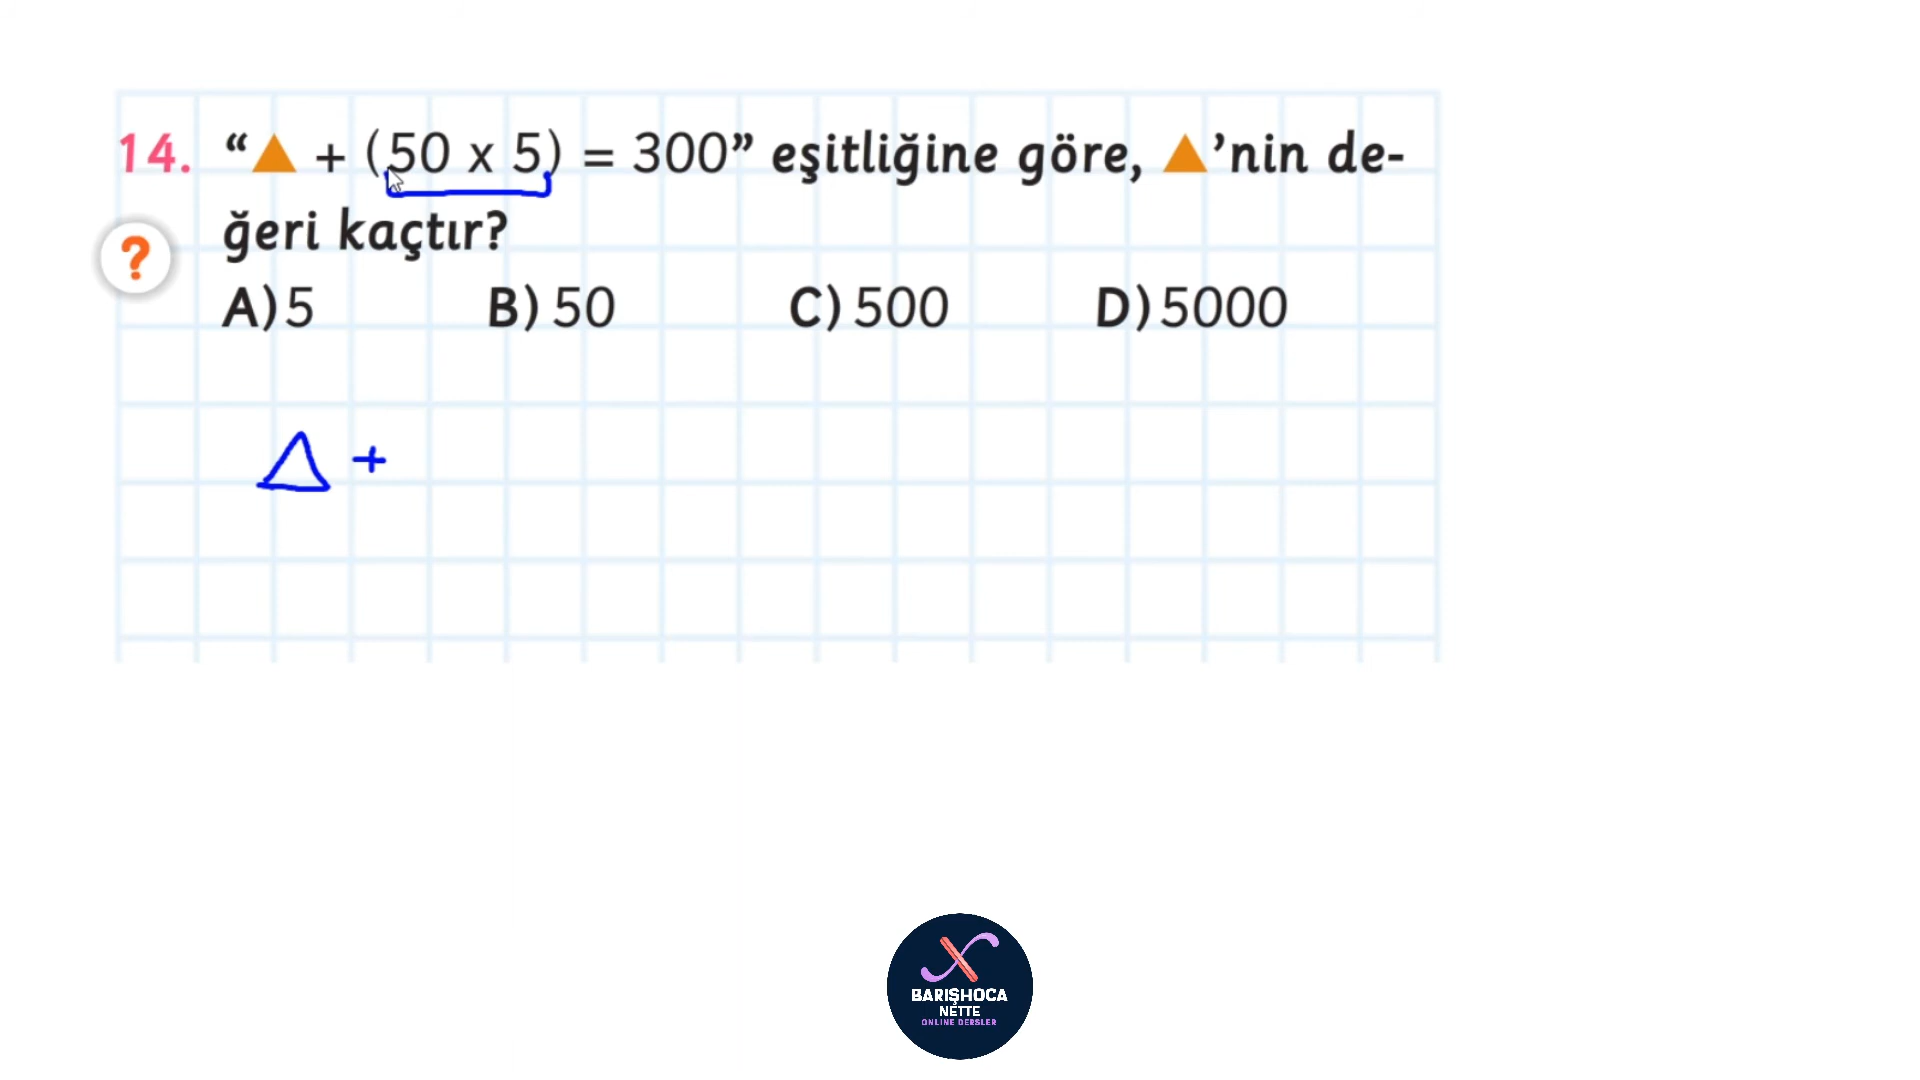 14. “▲ + (50 x 5) = 300” eşitliğine göre, ▲’nin de-
ğeri kaçtır?
?
A) 5 B) 50 C) 500 D) 5000
Δ +
BARIŞHOCA
NETTE
ONLINE DERSLER